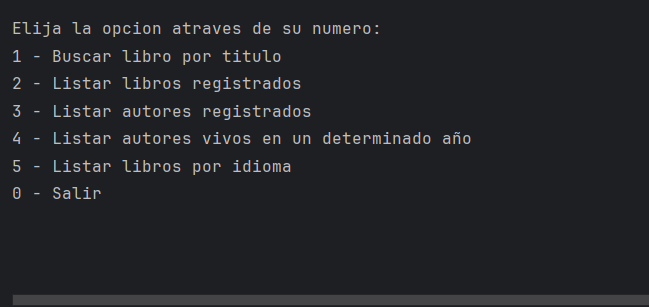 Elija la opcion atraves de su numero:
1 - Buscar libro por titulo
2 - Listar libros registrados
3 - Listar autores registrados
4 - Listar autores vivos en un determinado año
5 - Listar libros por idioma
0 - Salir